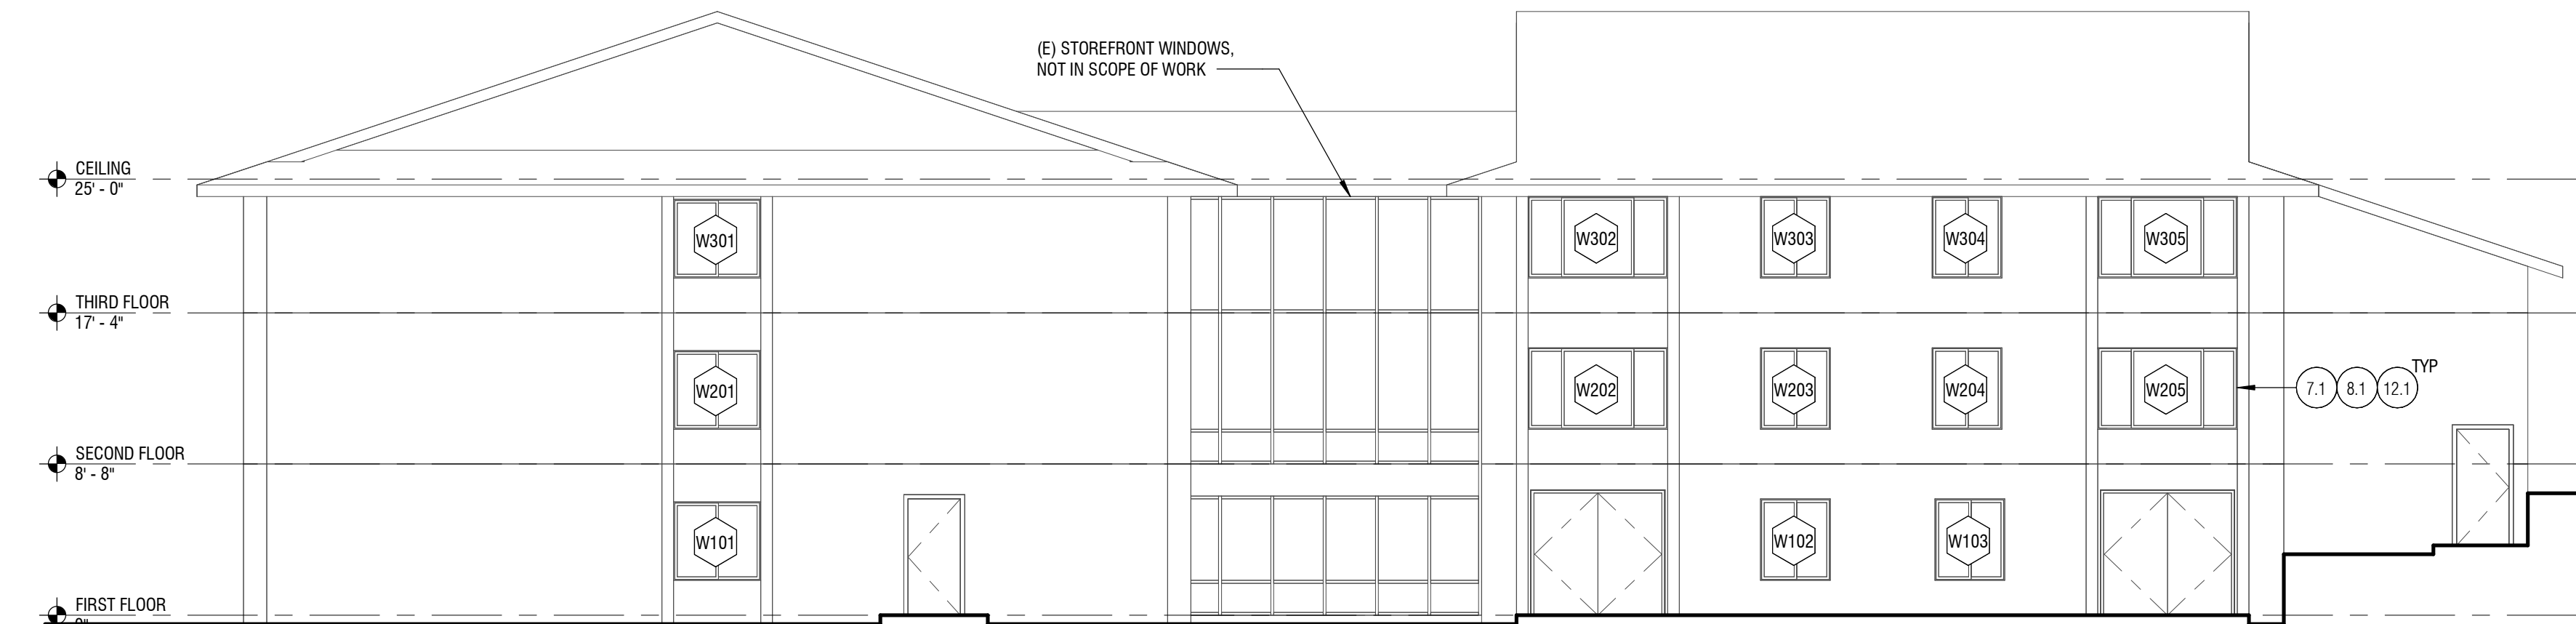 (E) STOREFRONT WINDOWS,
NOT IN SCOPE OF WORK
CEILING
25' - 0"
W301
W302
W303
W304
W305
THIRD FLOOR
17' - 4"
W201
W202
W203
W204
W205
7.1
8.1
12.1
TYP
SECOND FLOOR
8' - 8"
W101
W102
W103
FIRST FLOOR